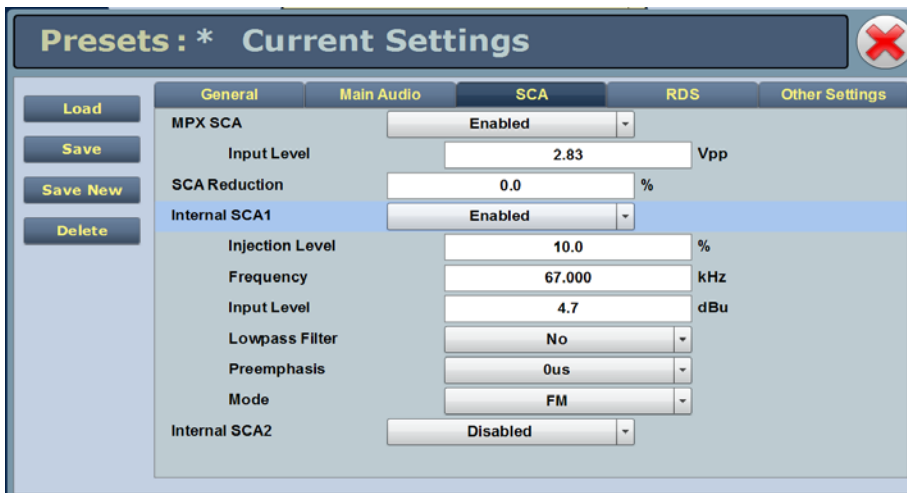 Presets : * Current Settings
General Main Audio SCA RDS Other Settings
Load
Save
Save New
Delete
MPX SCA Enabled
Input Level 2.83 Vpp
SCA Reduction 0.0 %
Internal SCA1 Enabled
Injection Level 10.0 %
Frequency 67.000 kHz
Input Level 4.7 dBu
Lowpass Filter No
Preemphasis 0us
Mode FM
Internal SCA2 Disabled